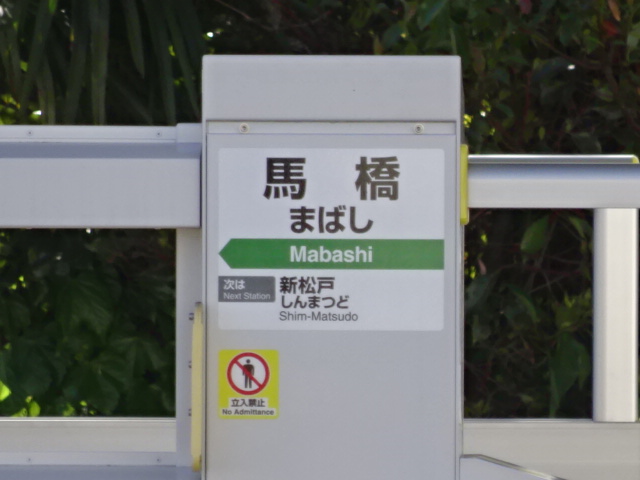 馬橋
まばし
Mabashi
次は
Next Station
新松戸
しんまつど
Shim-Matsudo
立入禁止
No Admittance